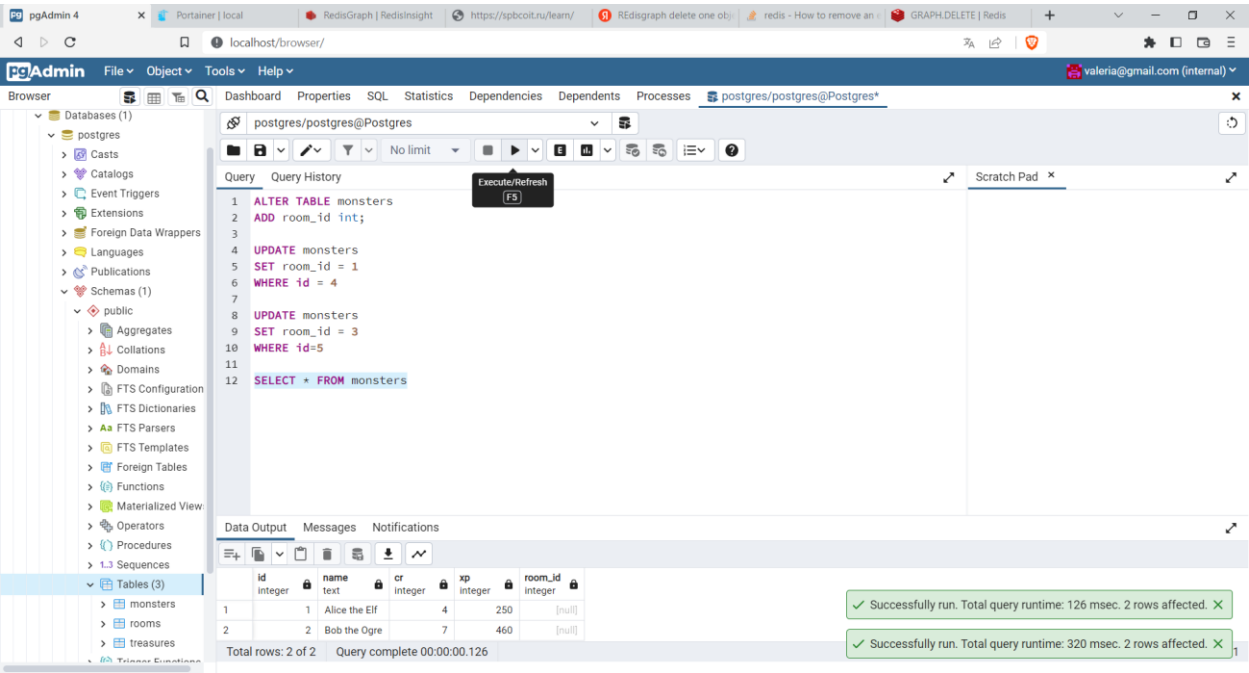 pgAdmin 4
Portainer | local
RedisGraph | RedisInsight
https://spbcoit.ru/learn/
REdisgraph delete one obj
redis - How to remove an e
GRAPH.DELETE | Redis
localhost/browser/
pgAdmin File Object Tools Help
valeria@gmail.com (internal)
Browser
Dashboard Properties SQL Statistics Dependencies Dependents Processes postgres/postgres@Postgres*
Databases (1)
postgres
Casts
Catalogs
Event Triggers
Extensions
Foreign Data Wrappers
Languages
Publications
Schemas (1)
public
Aggregates
Collations
Domains
FTS Configuration
FTS Dictionaries
Aa FTS Parsers
FTS Templates
Foreign Tables
Functions
Materialized View
Operators
Procedures
1..3 Sequences
Tables (3)
monsters
rooms
treasures
Trigger Functions
postgres/postgres@Postgres
No limit
Query Query History
Execute/Refresh
F5
Scratch Pad
1 ALTER TABLE monsters
2 ADD room_id int;
3
4 UPDATE monsters
5 SET room_id = 1
6 WHERE id = 4
7
8 UPDATE monsters
9 SET room_id = 3
10 WHERE id=5
11
12 SELECT * FROM monsters
Data Output Messages Notifications
id integer name text cr integer xp integer room_id integer
1 1 Alice the Elf 4 250 [null]
2 2 Bob the Ogre 7 460 [null]
Total rows: 2 of 2 Query complete 00:00:00.126
Successfully run. Total query runtime: 126 msec. 2 rows affected.
Successfully run. Total query runtime: 320 msec. 2 rows affected.